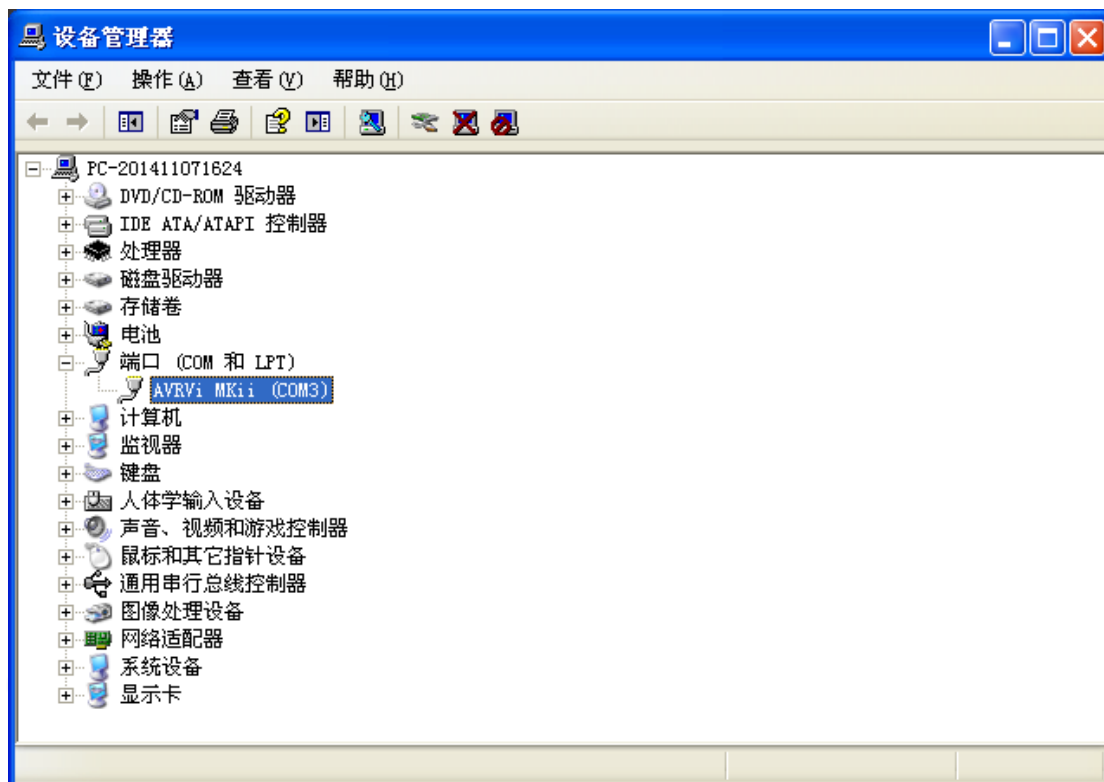 设备管理器
文件(F) 操作(A) 查看(V) 帮助(H)
PC-201411071624
DVD/CD-ROM 驱动器
IDE ATA/ATAPI 控制器
处理器
磁盘驱动器
存储卷
电池
端口 (COM 和 LPT)
AVRVi MKii (COM3)
计算机
监视器
键盘
人体学输入设备
声音、视频和游戏控制器
鼠标和其它指针设备
通用串行总线控制器
图像处理设备
网络适配器
系统设备
显示卡